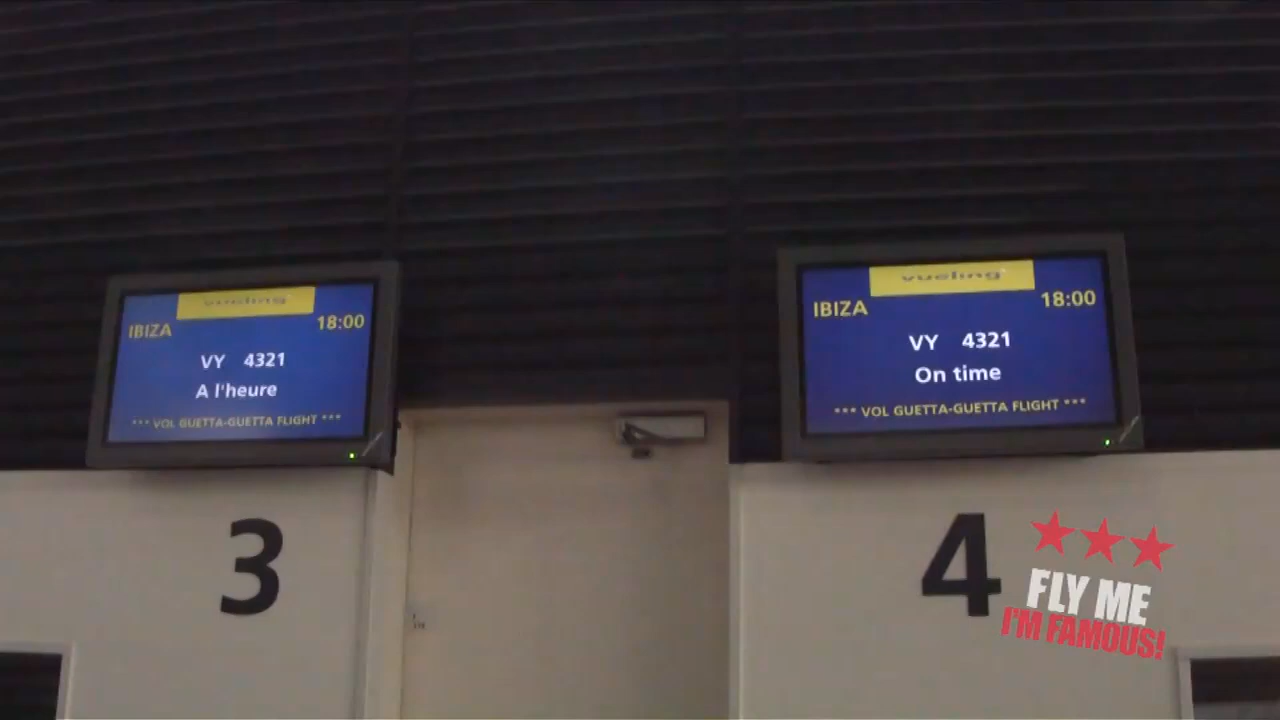 vueling
IBIZA 18:00
VY 4321
A l'heure
*** VOL GUETTA-GUETTA FLIGHT ***
3
vueling
IBIZA 18:00
VY 4321
On time
*** VOL GUETTA-GUETTA FLIGHT ***
4
FLY ME
I'M FAMOUS!